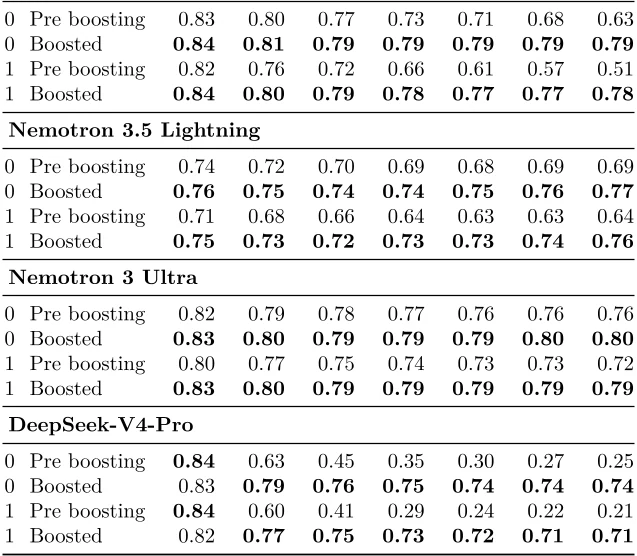 0 Pre boosting 0.83 0.80 0.77 0.73 0.71 0.68 0.63
0 Boosted 0.84 0.81 0.79 0.79 0.79 0.79 0.79
1 Pre boosting 0.82 0.76 0.72 0.66 0.61 0.57 0.51
1 Boosted 0.84 0.80 0.79 0.78 0.77 0.77 0.78
Nemotron 3.5 Lightning
0 Pre boosting 0.74 0.72 0.70 0.69 0.68 0.69 0.69
0 Boosted 0.76 0.75 0.74 0.74 0.75 0.76 0.77
1 Pre boosting 0.71 0.68 0.66 0.64 0.63 0.63 0.64
1 Boosted 0.75 0.73 0.72 0.73 0.73 0.74 0.76
Nemotron 3 Ultra
0 Pre boosting 0.82 0.79 0.78 0.77 0.76 0.76 0.76
0 Boosted 0.83 0.80 0.79 0.79 0.79 0.80 0.80
1 Pre boosting 0.80 0.77 0.75 0.74 0.73 0.73 0.72
1 Boosted 0.83 0.80 0.79 0.79 0.79 0.79 0.79
DeepSeek-V4-Pro
0 Pre boosting 0.84 0.63 0.45 0.35 0.30 0.27 0.25
0 Boosted 0.83 0.79 0.76 0.75 0.74 0.74 0.74
1 Pre boosting 0.84 0.60 0.41 0.29 0.24 0.22 0.21
1 Boosted 0.82 0.77 0.75 0.73 0.72 0.71 0.71